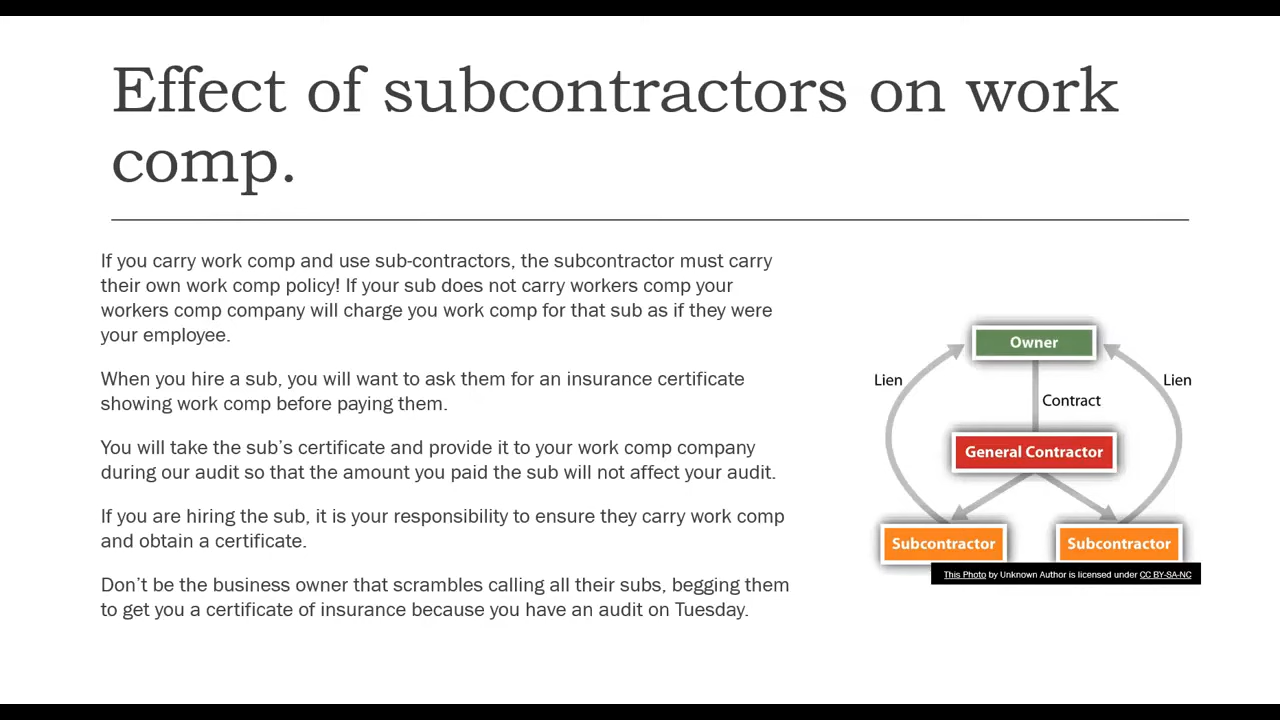 Effect of subcontractors on work
comp.
If you carry work comp and use sub-contractors, the subcontractor must carry
their own work comp policy! If your sub does not carry workers comp your
workers comp company will charge you work comp for that sub as if they were
your employee.
When you hire a sub, you will want to ask them for an insurance certificate
showing work comp before paying them.
You will take the sub’s certificate and provide it to your work comp company
during our audit so that the amount you paid the sub will not affect your audit.
If you are hiring the sub, it is your responsibility to ensure they carry work comp
and obtain a certificate.
Don’t be the business owner that scrambles calling all their subs, begging them
to get you a certificate of insurance because you have an audit on Tuesday.
Owner
Lien
Lien
Contract
General Contractor
Subcontractor
Subcontractor
This Photo by Unknown Author is licensed under CC BY-SA-NC